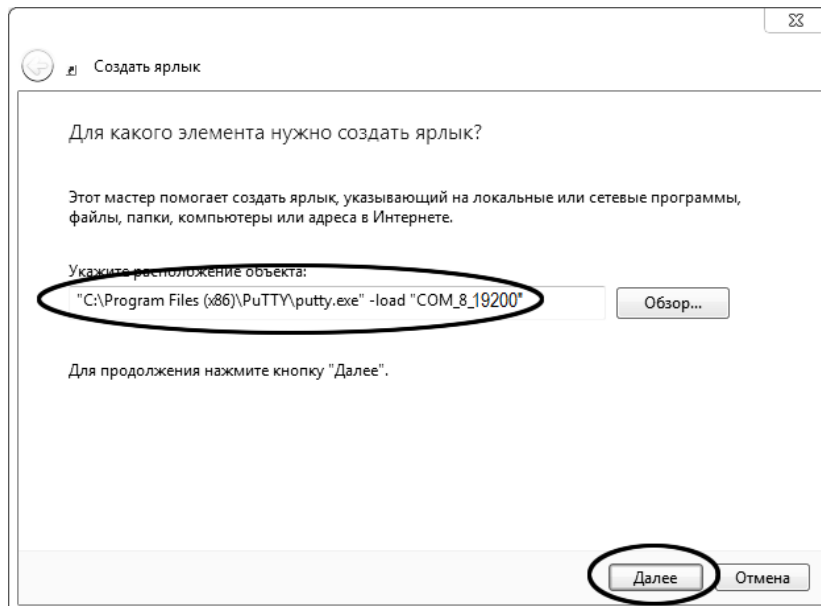 Создать ярлык
Для какого элемента нужно создать ярлык?
Этот мастер помогает создать ярлык, указывающий на локальные или сетевые программы,
файлы, папки, компьютеры или адреса в Интернете.
Укажите расположение объекта:
"C:\Program Files (x86)\PuTTY\putty.exe" -load "COM_8_19200"
Обзор...
Для продолжения нажмите кнопку "Далее".
Далее
Отмена